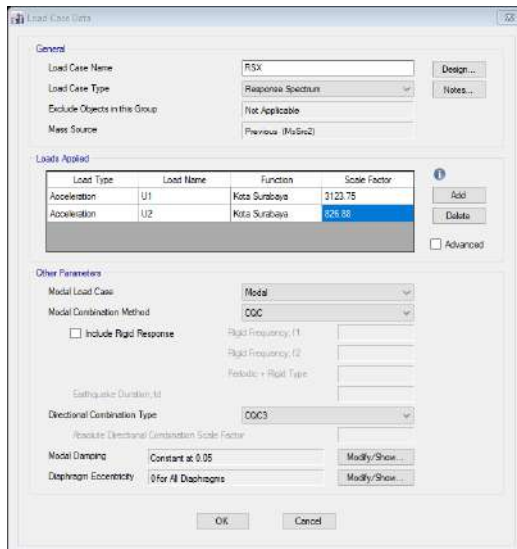 Load Case Data
General
Load Case Name RSX Design...
Load Case Type Response Spectrum Notes...
Exclude Objects in this Group Not Applicable
Mass Source Previous (MsSrc2)
Loads Applied
Load Type Load Name Function Scale Factor
Acceleration U1 Kota Surabaya 3123.75 Add
Acceleration U2 Kota Surabaya 826.88 Delete
Advanced
Other Parameters
Modal Load Case Modal
Modal Combination Method CQC
Include Rigid Response Rigid Frequency, f1
Rigid Frequency, f2
Periodic + Rigid Type
Earthquake Duration, td
Directional Combination Type CQC3
Absolute Directional Combination Scale Factor
Modal Damping Constant at 0.05 Modify/Show...
Diaphragm Eccentricity 0 for All Diaphragms Modify/Show...
OK Cancel